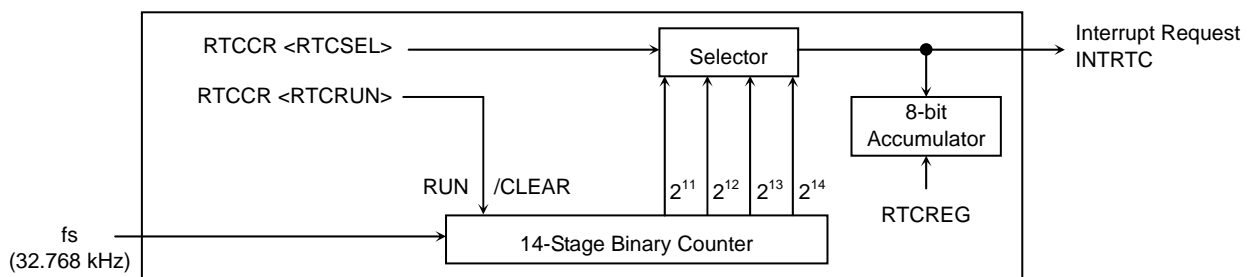 RTCCR <RTCSEL>
Selector
Interrupt Request
INTRTC
RTCCR <RTCRUN>
8-bit
Accumulator
RUN /CLEAR
2¹¹ 2¹² 2¹³ 2¹⁴
RTCREG
fs
(32.768 kHz)
14-Stage Binary Counter